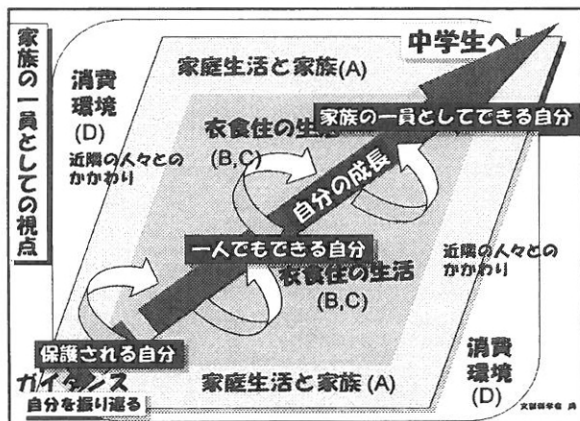 家族の一員としての視点
中学生へ!
家庭生活と家族(A)
消費
環境
(D)
家族の一員としてできる自分
衣食住の生活
(B,C)
近隣の人々との
かかわり
自分の成長
一人でもできる自分
近隣の人々との
かかわり
衣食住の生活
(B,C)
保護される自分
ガイダンス
自分を振り返る
家庭生活と家族(A)
消費
環境
(D)
文部科学省